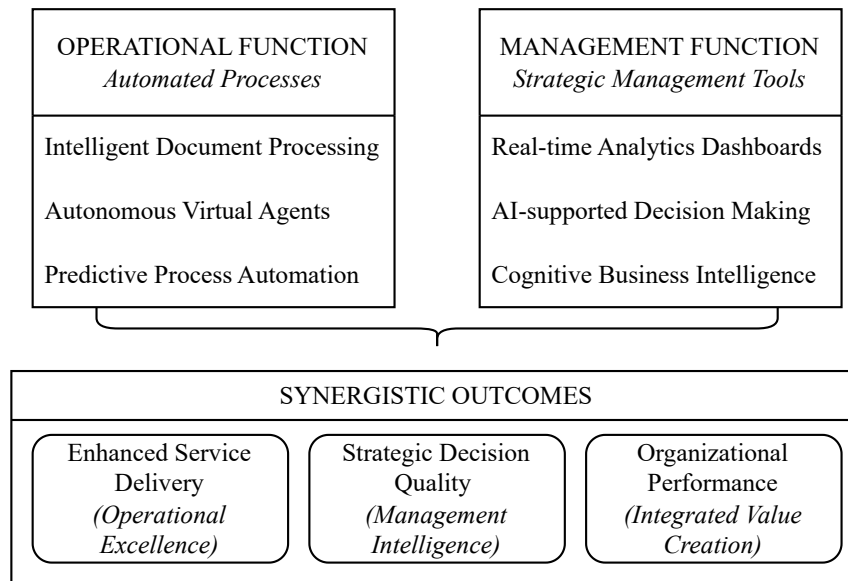 OPERATIONAL FUNCTION
Automated Processes
Intelligent Document Processing
Autonomous Virtual Agents
Predictive Process Automation
MANAGEMENT FUNCTION
Strategic Management Tools
Real-time Analytics Dashboards
AI-supported Decision Making
Cognitive Business Intelligence
SYNERGISTIC OUTCOMES
Enhanced Service
Delivery
(Operational
Excellence)
Strategic Decision
Quality
(Management
Intelligence)
Organizational
Performance
(Integrated Value
Creation)